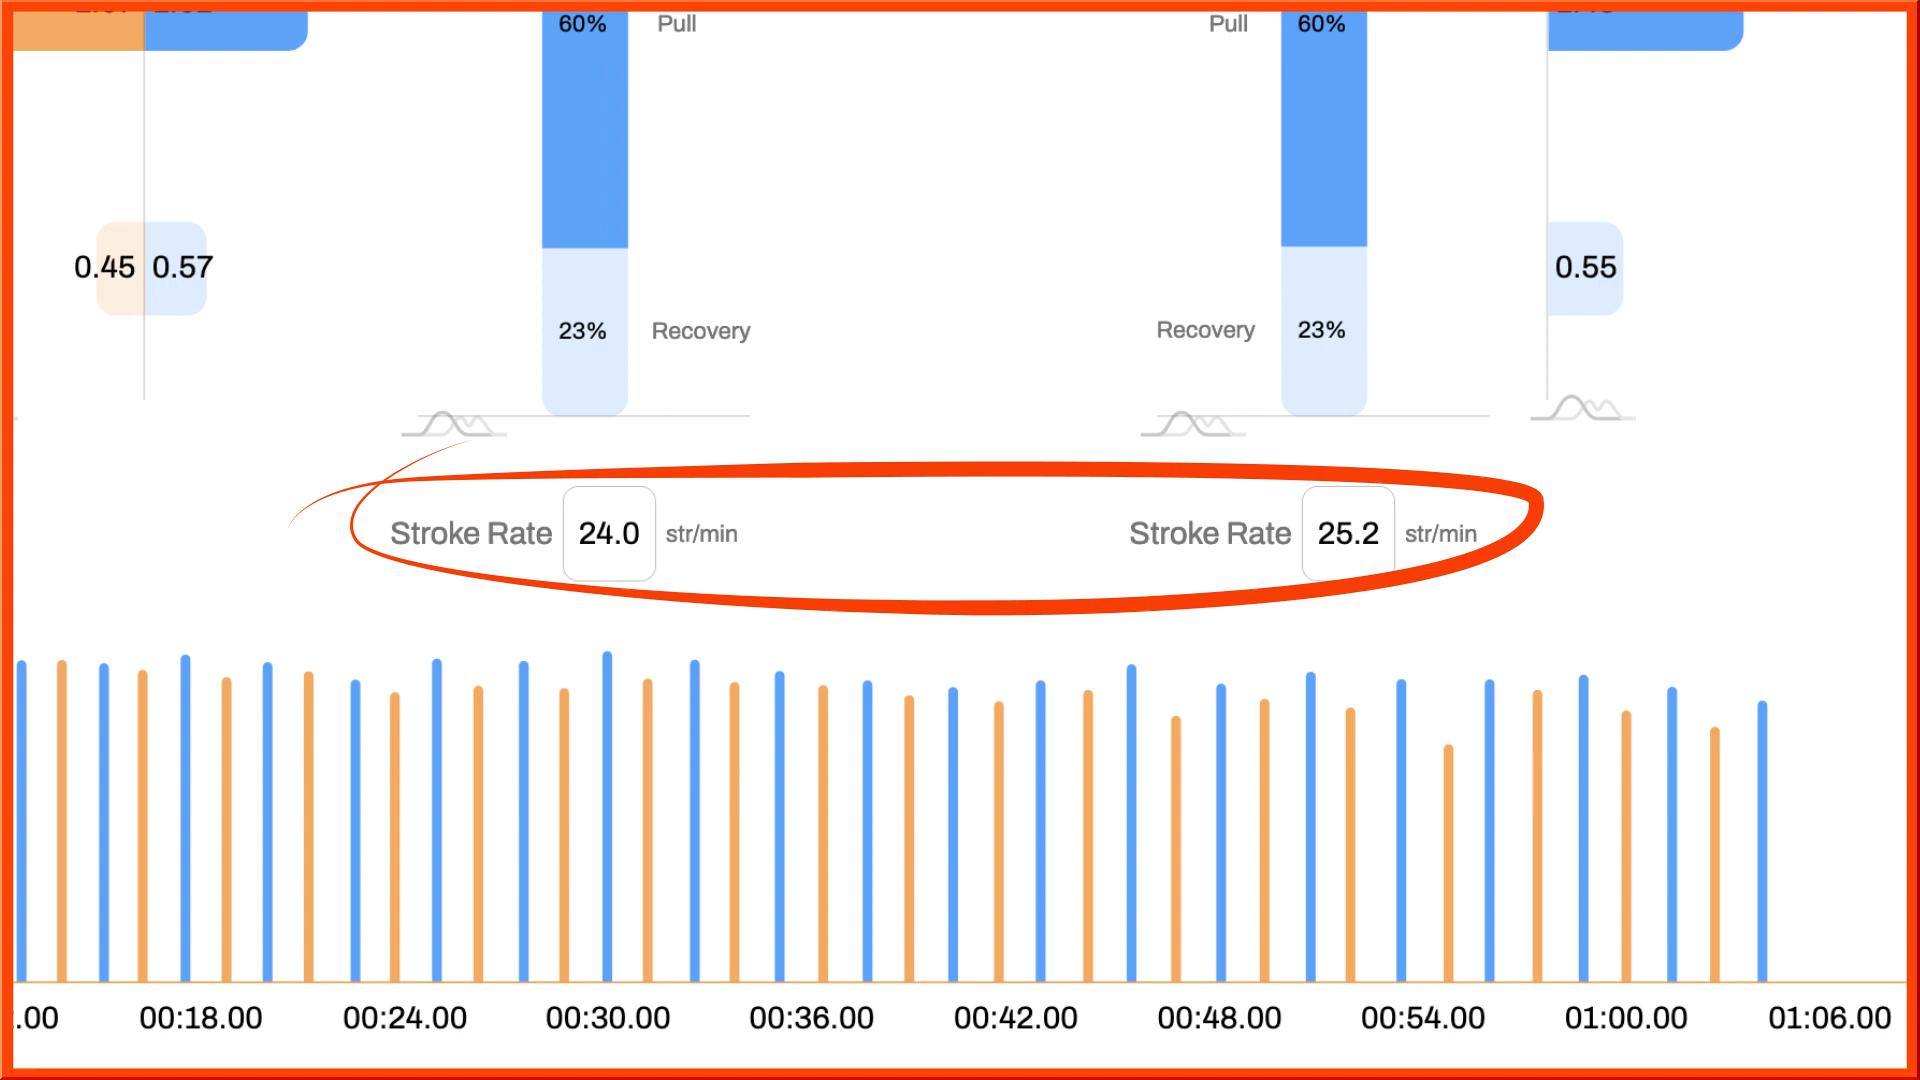 60% Pull
Pull 60%
0.45 0.57
0.55
23% Recovery
Recovery 23%
Stroke Rate 24.0 str/min
Stroke Rate 25.2 str/min
.00 00:18.00 00:24.00 00:30.00 00:36.00 00:42.00 00:48.00 00:54.00 01:00.00 01:06.00